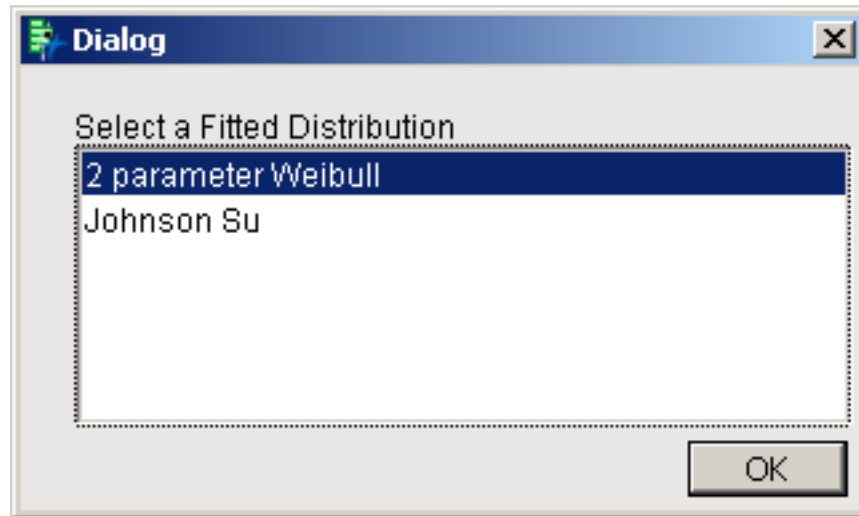 Dialog
Select a Fitted Distribution
2 parameter Weibull
Johnson Su
OK